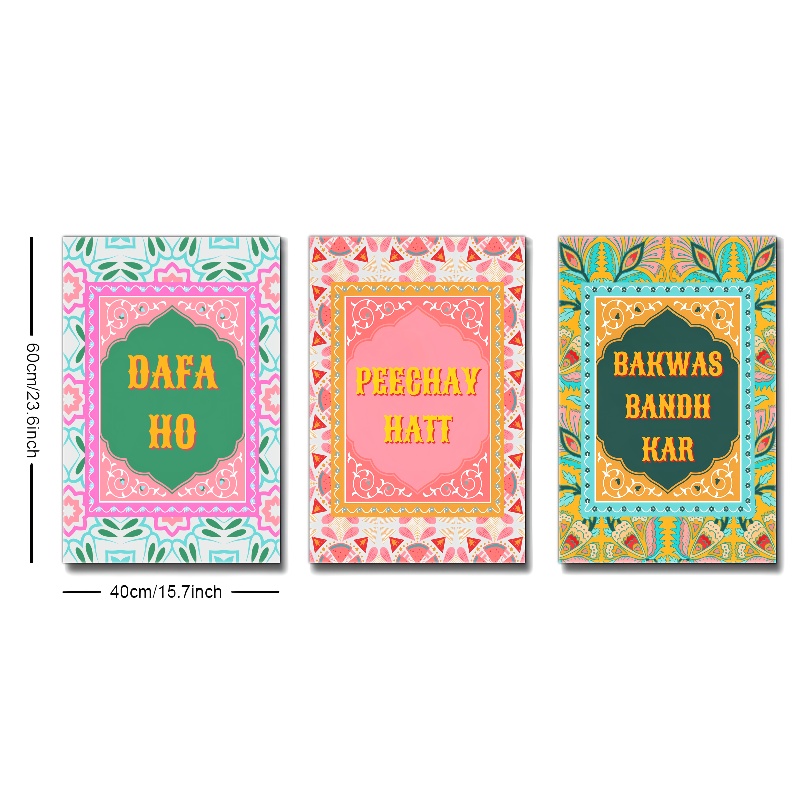 DAFA
HO
PEECHAY
HATT
BAKWAS
BANDH
KAR
60cm/23.6inch
40cm/15.7inch